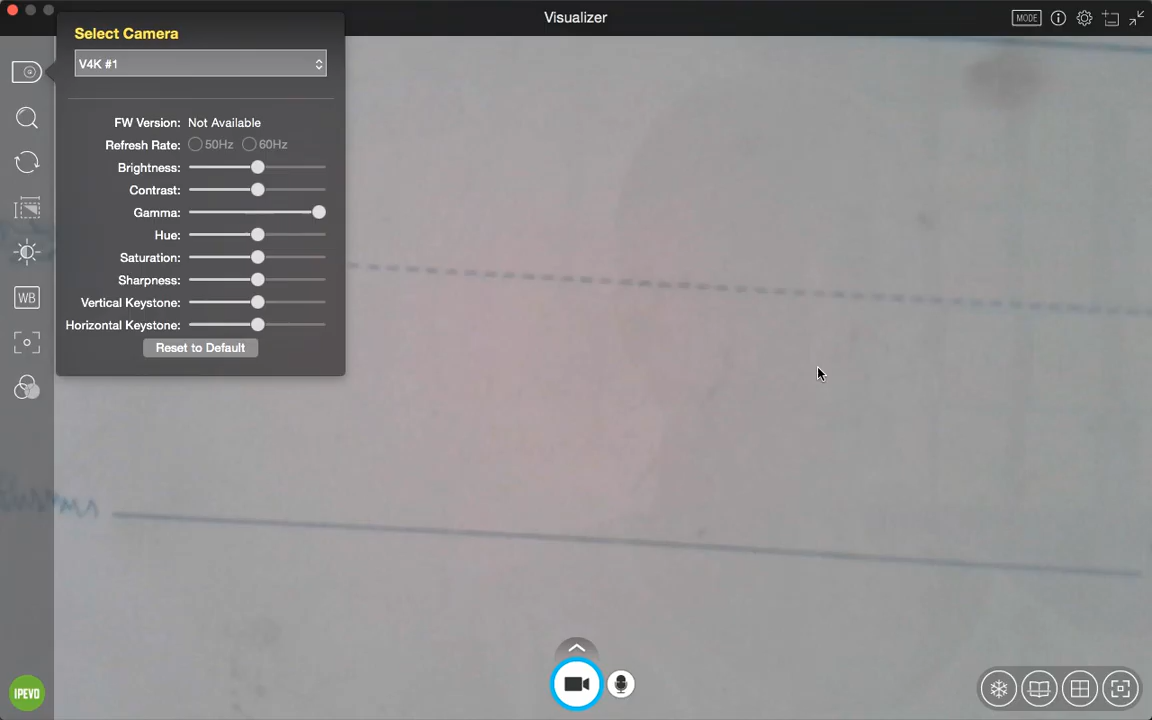 Visualizer
MODE
Select Camera
V4K #1
FW Version: Not Available
Refresh Rate: 50Hz 60Hz
Brightness:
Contrast:
Gamma:
Hue:
Saturation:
Sharpness:
Vertical Keystone:
Horizontal Keystone:
Reset to Default
WB
IPEVO